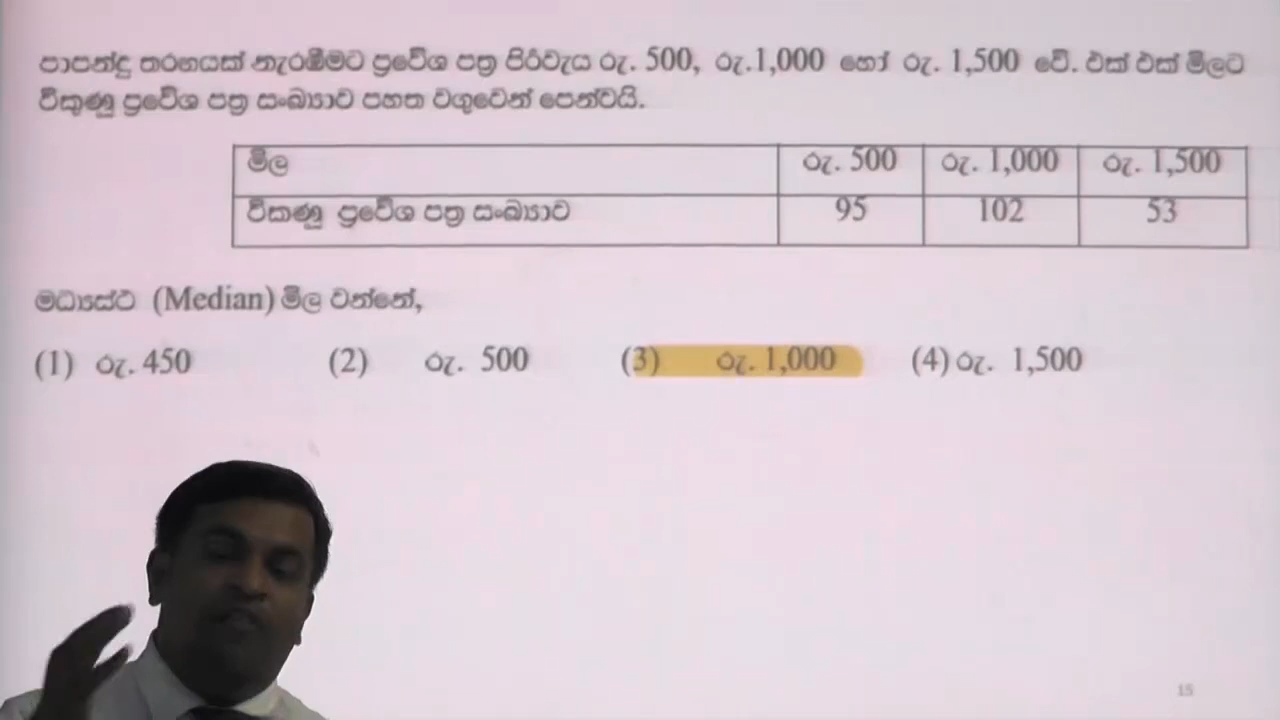 පාපන්දු තරගයක් නැරඹීමට ප්‍රවේශ පත්‍ර පිරිවැය රු. 500, රු.1,000 හෝ රු. 1,500 වේ. එක් එක් මිලට
විකුණූ ප්‍රවේශ පත්‍ර සංඛ්‍යාව පහත වගුවෙන් පෙන්වයි.
මිල රු. 500 රු. 1,000 රු. 1,500
විකණූ ප්‍රවේශ පත්‍ර සංඛ්‍යාව 95 102 53
මධ්‍යස්ථ (Median) මිල වන්නේ,
(1) රු. 450 (2) රු. 500 (3) රු. 1,000 (4) රු. 1,500
15